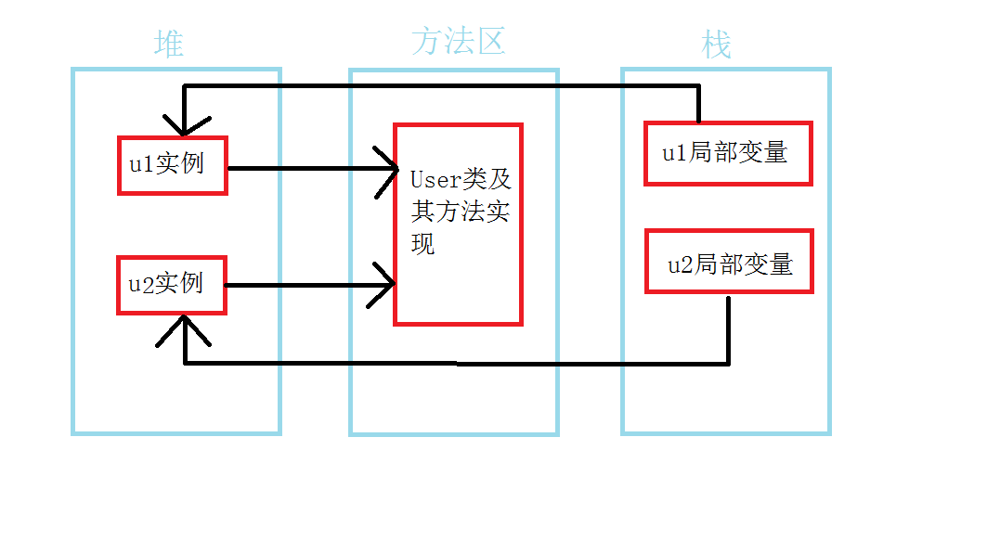 堆
方法区
栈
u1实例
u2实例
User类及
其方法实
现
u1局部变量
u2局部变量